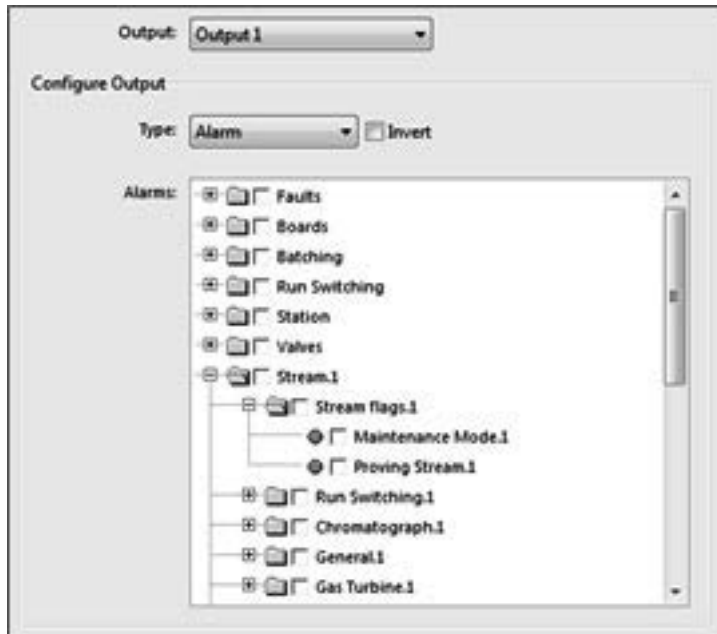 Output: Output 1
Configure Output
Type: Alarm Invert
Alarms: Faults
Boards
Batching
Run Switching
Station
Valves
Stream.1
Stream flags.1
Maintenance Mode.1
Proving Stream.1
Run Switching.1
Chromatograph.1
General.1
Gas Turbine.1